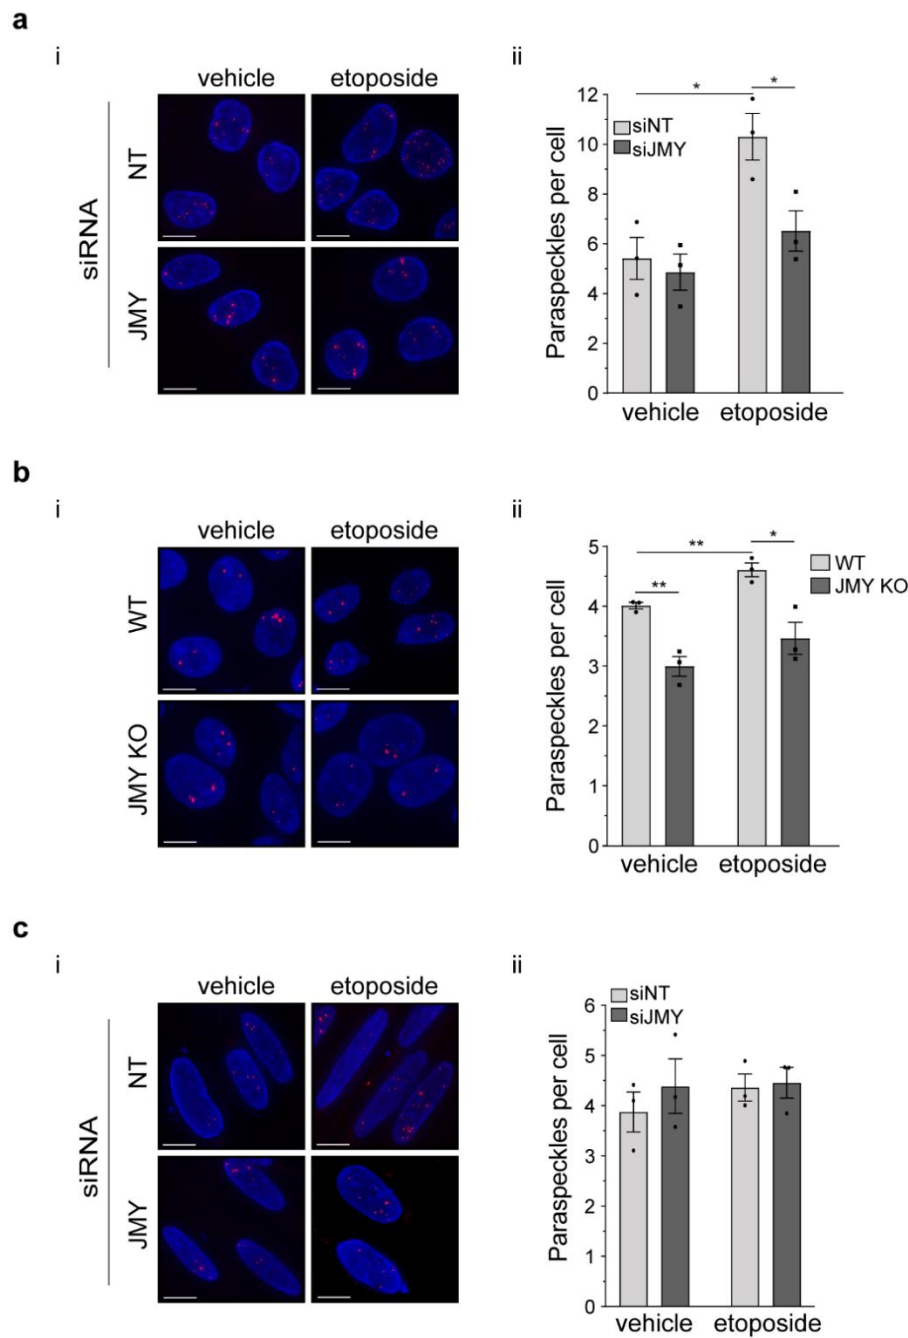 a
i
vehicle etoposide
siRNA
NT
JMY
ii
Paraspeckles per cell
12
10
8
6
4
2
0
siNT
siJMY
* *
vehicle etoposide
b
i
vehicle etoposide
WT
JMY KO
ii
Paraspeckles per cell
5
4
3
2
1
0
** ** *
WT
JMY KO
vehicle etoposide
c
i
vehicle etoposide
siRNA
NT
JMY
ii
Paraspeckles per cell
6
5
4
3
2
1
0
siNT
siJMY
vehicle etoposide